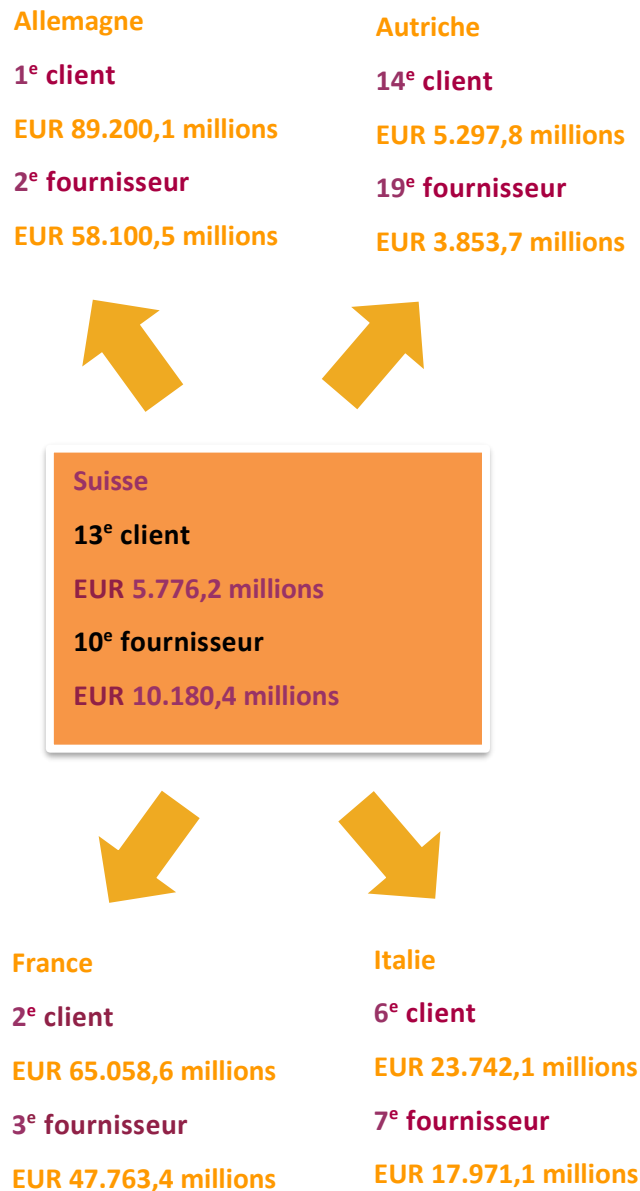 Allemagne
1e client
EUR 89.200,1 millions
2e fournisseur
EUR 58.100,5 millions
Autriche
14e client
EUR 5.297,8 millions
19e fournisseur
EUR 3.853,7 millions
Suisse
13e client
EUR 5.776,2 millions
10e fournisseur
EUR 10.180,4 millions
France
2e client
EUR 65.058,6 millions
3e fournisseur
EUR 47.763,4 millions
Italie
6e client
EUR 23.742,1 millions
7e fournisseur
EUR 17.971,1 millions